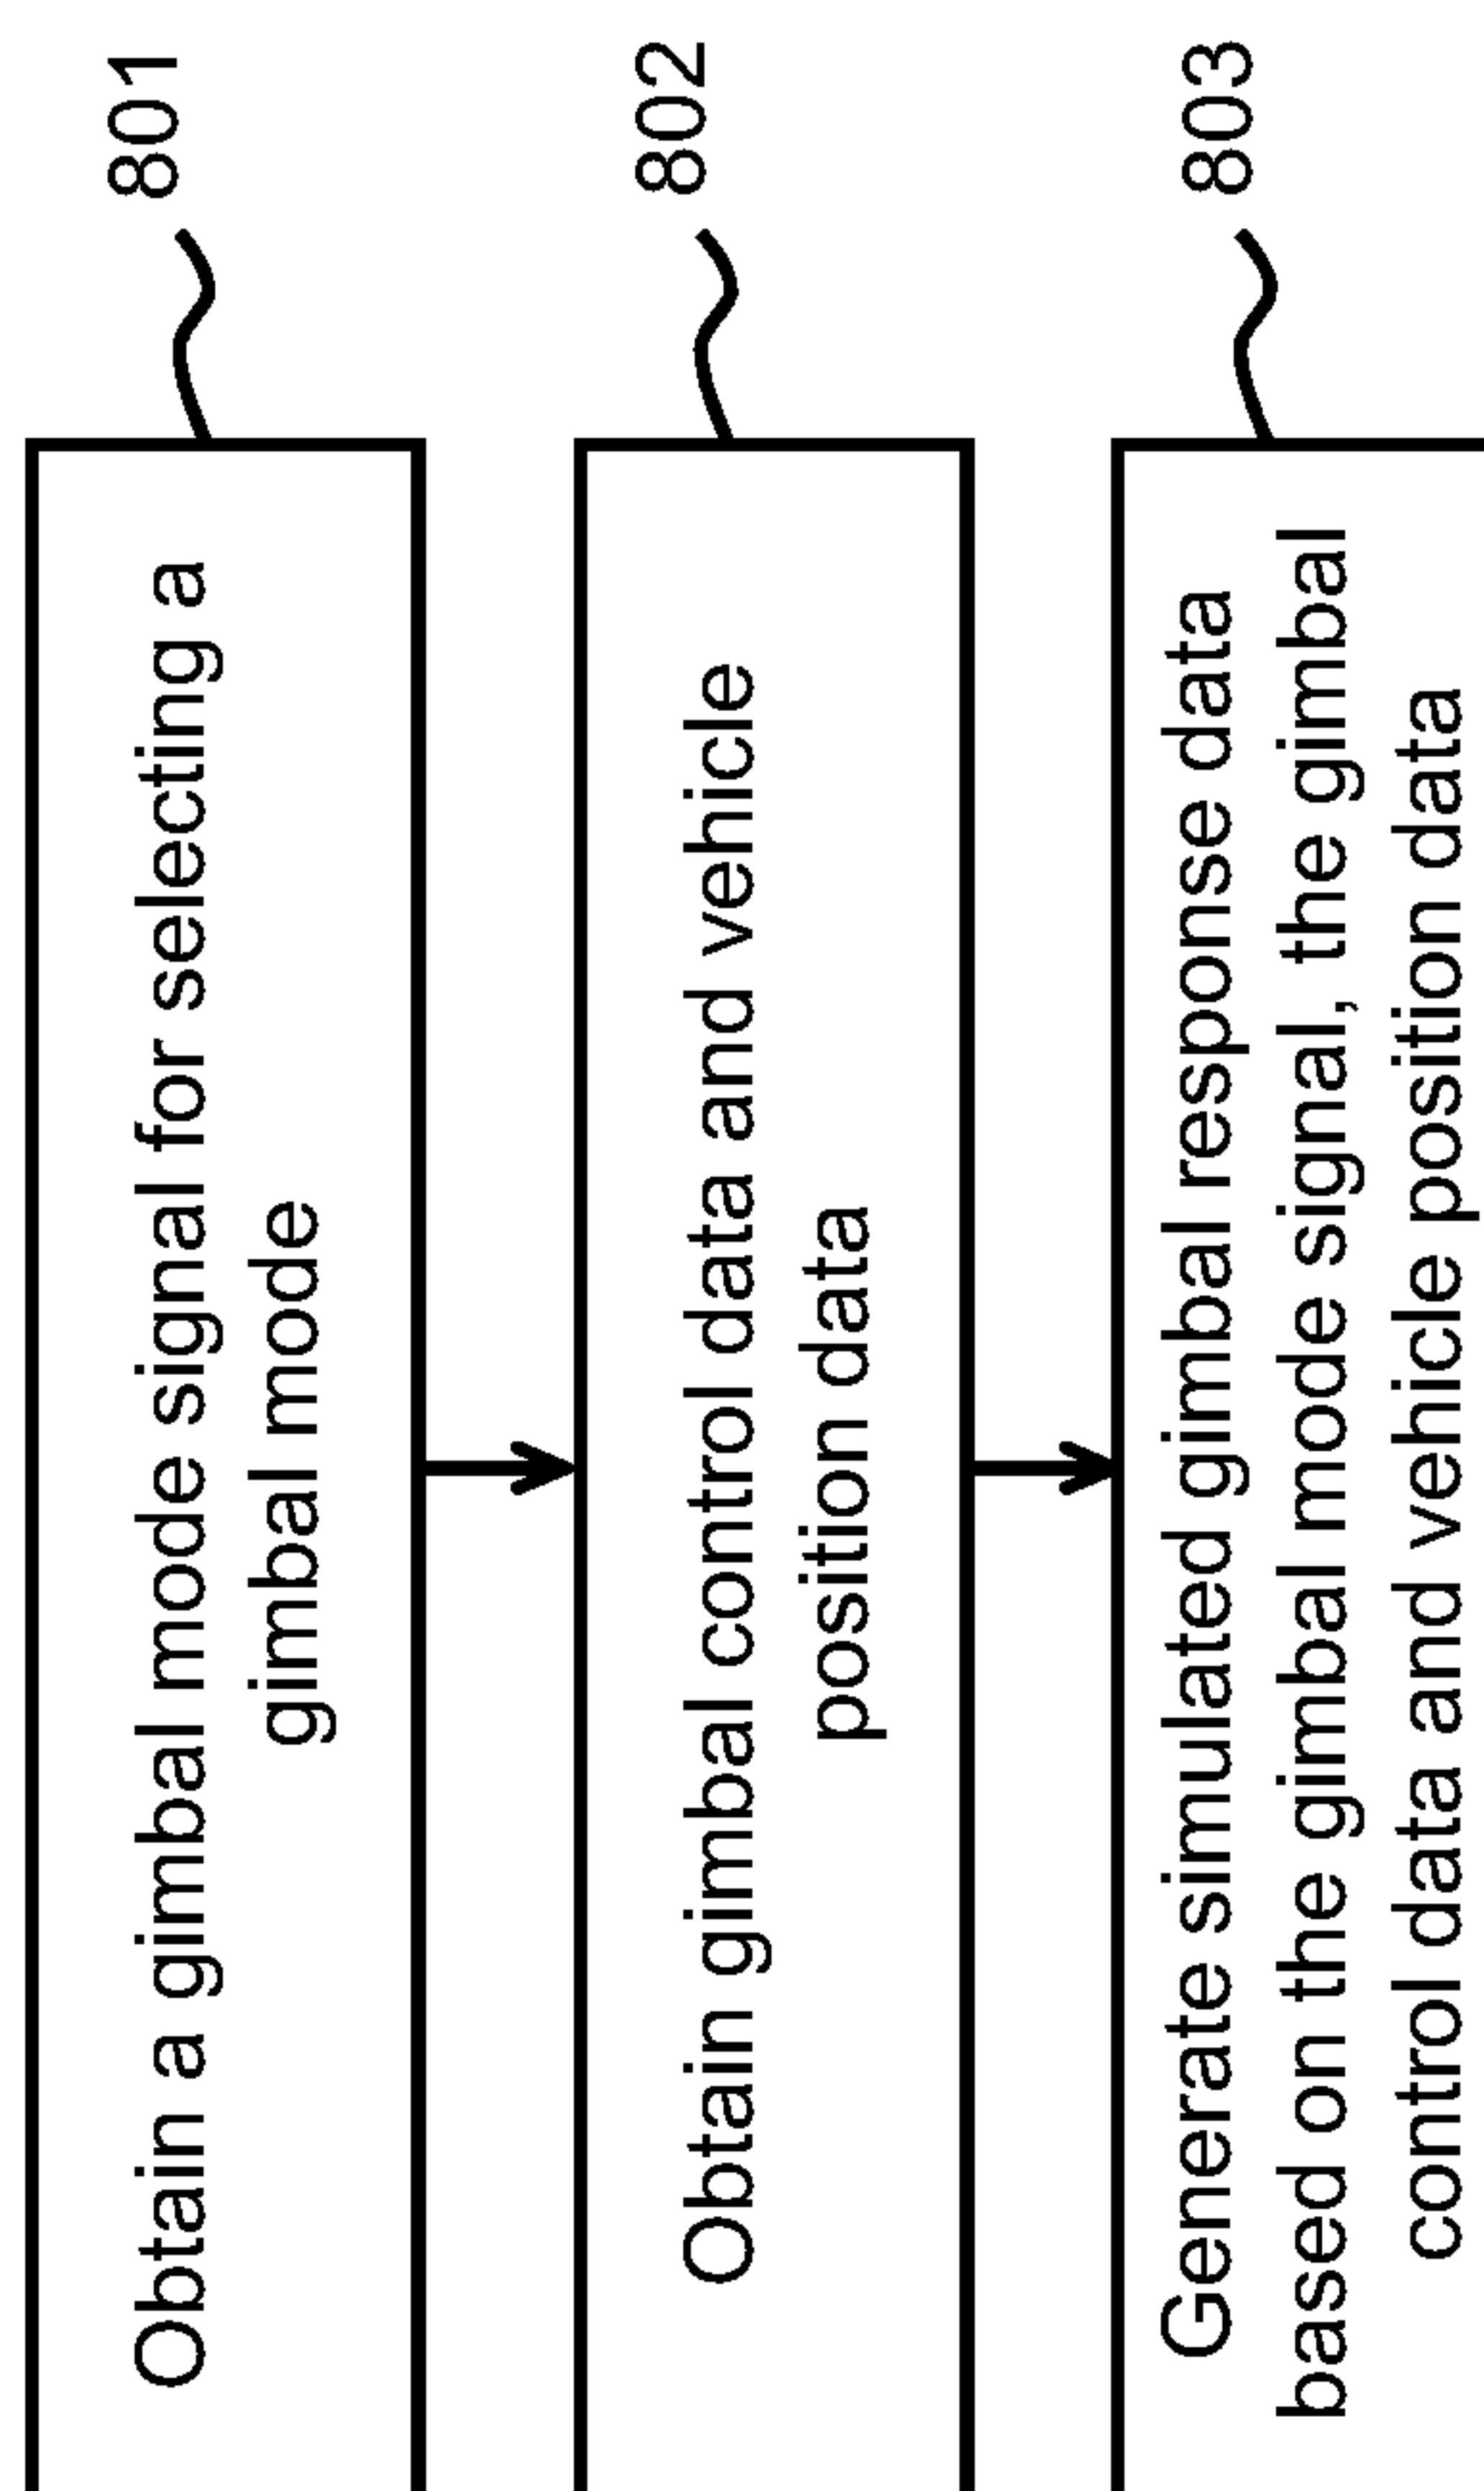 801
Obtain a gimbal mode signal for selecting a
gimbal mode
802
Obtain gimbal control data and vehicle
position data
803
Generate simulated gimbal response data
based on the gimbal mode signal, the gimbal
control data and vehicle position data